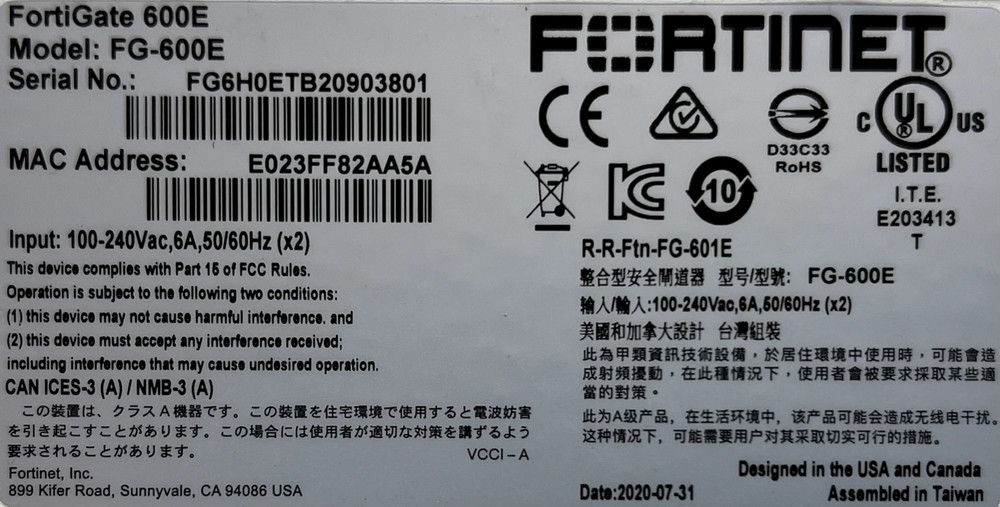 FortiGate 600E
Model: FG-600E
Serial No.: FG6H0ETB20903801
MAC Address: E023FF82AA5A
Input: 100-240Vac,6A,50/60Hz (x2)
This device complies with Part 15 of FCC Rules.
Operation is subject to the following two conditions:
(1) this device may not cause harmful interference. and
(2) this device must accept any interference received;
including interference that may cause undesired operation.
CAN ICES-3 (A) / NMB-3 (A)
この装置は、クラスA機器です。この装置を住宅環境で使用すると電波妨害
を引き起こすことがあります。この場合には使用者が適切な対策を講ずるよう
要求されることがあります。
VCCI-A
Fortinet, Inc.
899 Kifer Road, Sunnyvale, CA 94086 USA
FORTINET®
CE
D33C33
RoHS
C UL® US
LISTED
I.T.E.
E203413
T
KC
10
R-R-Ftn-FG-601E
整合型安全閘道器 型号/型號: FG-600E
输入/輸入:100-240Vac,6A,50/60Hz (x2)
美國和加拿大設計 台灣組裝
此為甲類資訊技術設備，於居住環境中使用時，可能會造
成射頻擾動，在此種情況下，使用者會被要求採取某些適
當的對策。
此为A级产品，在生活环境中，该产品可能会造成无线电干扰。
这种情况下，可能需要用户对其采取切实可行的措施。
Designed in the USA and Canada
Date:2020-07-31
Assembled in Taiwan